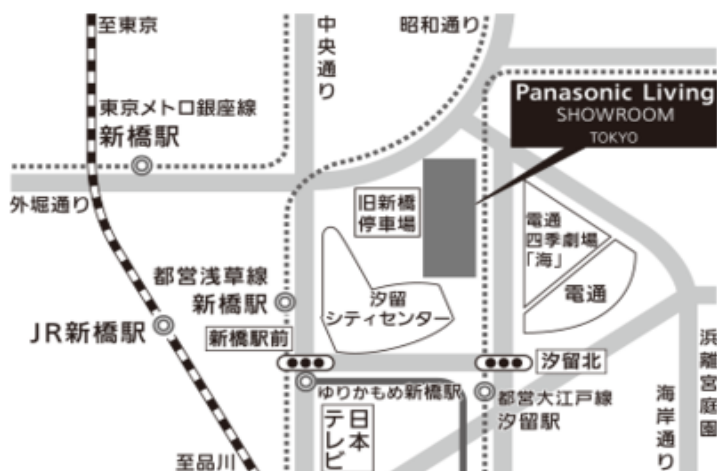 至東京
中央通り
昭和通り
Panasonic Living
SHOWROOM
TOKYO
東京メトロ銀座線
新橋駅
外堀通り
旧新橋
停車場
電通
四季劇場
「海」
電通
都営浅草線
新橋駅
汐留
シティセンター
JR新橋駅
新橋駅前
汐留北
浜離宮庭園
ゆりかもめ新橋駅
都営大江戸線
汐留駅
海岸通り
日本
テレビ
至品川